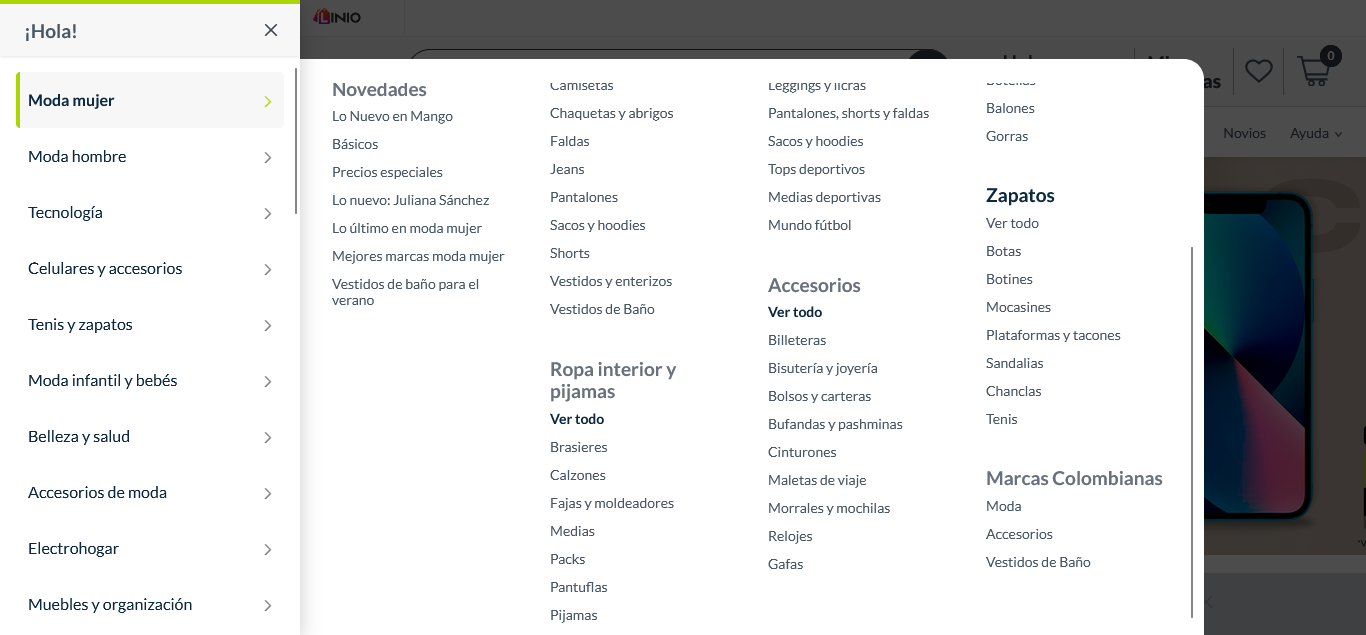 ¡Hola!
LINIO
0
Novios
Ayuda
Moda mujer
Moda hombre
Tecnología
Celulares y accesorios
Tenis y zapatos
Moda infantil y bebés
Belleza y salud
Accesorios de moda
Electrohogar
Muebles y organización
Novedades
Lo Nuevo en Mango
Básicos
Precios especiales
Lo nuevo: Juliana Sánchez
Lo último en moda mujer
Mejores marcas moda mujer
Vestidos de baño para el
verano
Camisetas
Chaquetas y abrigos
Faldas
Jeans
Pantalones
Sacos y hoodies
Shorts
Vestidos y enterizos
Vestidos de Baño
Ropa interior y
pijamas
Ver todo
Brasieres
Calzones
Fajas y moldeadores
Medias
Packs
Pantuflas
Pijamas
Leggings y licras
Pantalones, shorts y faldas
Sacos y hoodies
Tops deportivos
Medias deportivas
Mundo fútbol
Accesorios
Ver todo
Billeteras
Bisutería y joyería
Bolsos y carteras
Bufandas y pashminas
Cinturones
Maletas de viaje
Morrales y mochilas
Relojes
Gafas
Botellas
Balones
Gorras
Zapatos
Ver todo
Botas
Botines
Mocasines
Plataformas y tacones
Sandalias
Chanclas
Tenis
Marcas Colombianas
Moda
Accesorios
Vestidos de Baño